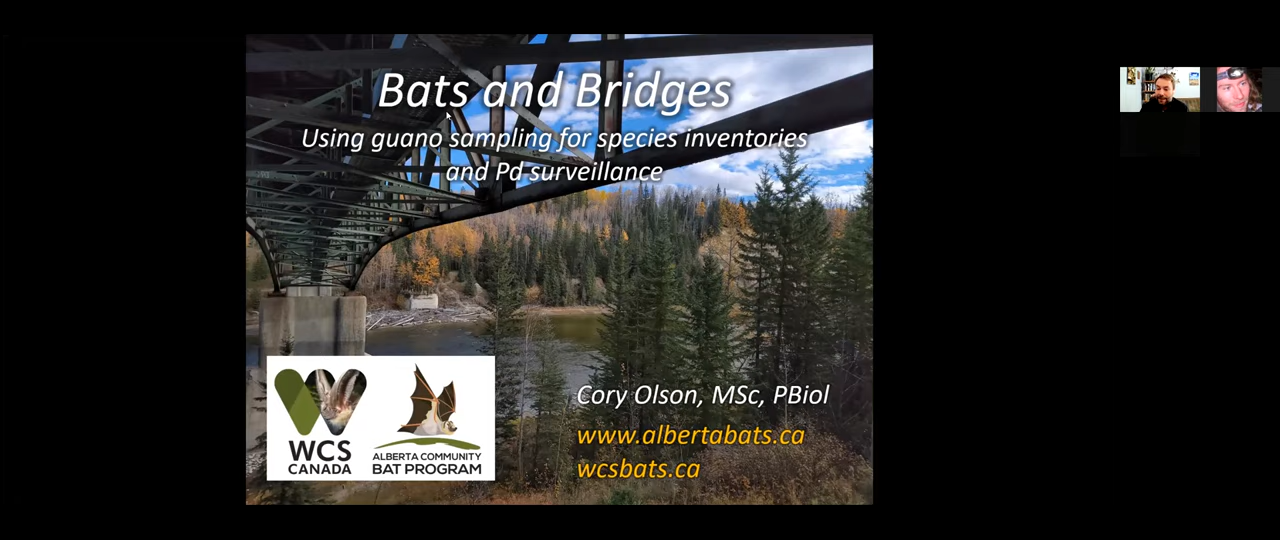 Bats and Bridges
Using guano sampling for species inventories
and Pd surveillance
Cory Olson, MSc, PBiol
www.albertabats.ca
wcsbats.ca
WCS
CANADA
ALBERTA COMMUNITY
BAT PROGRAM